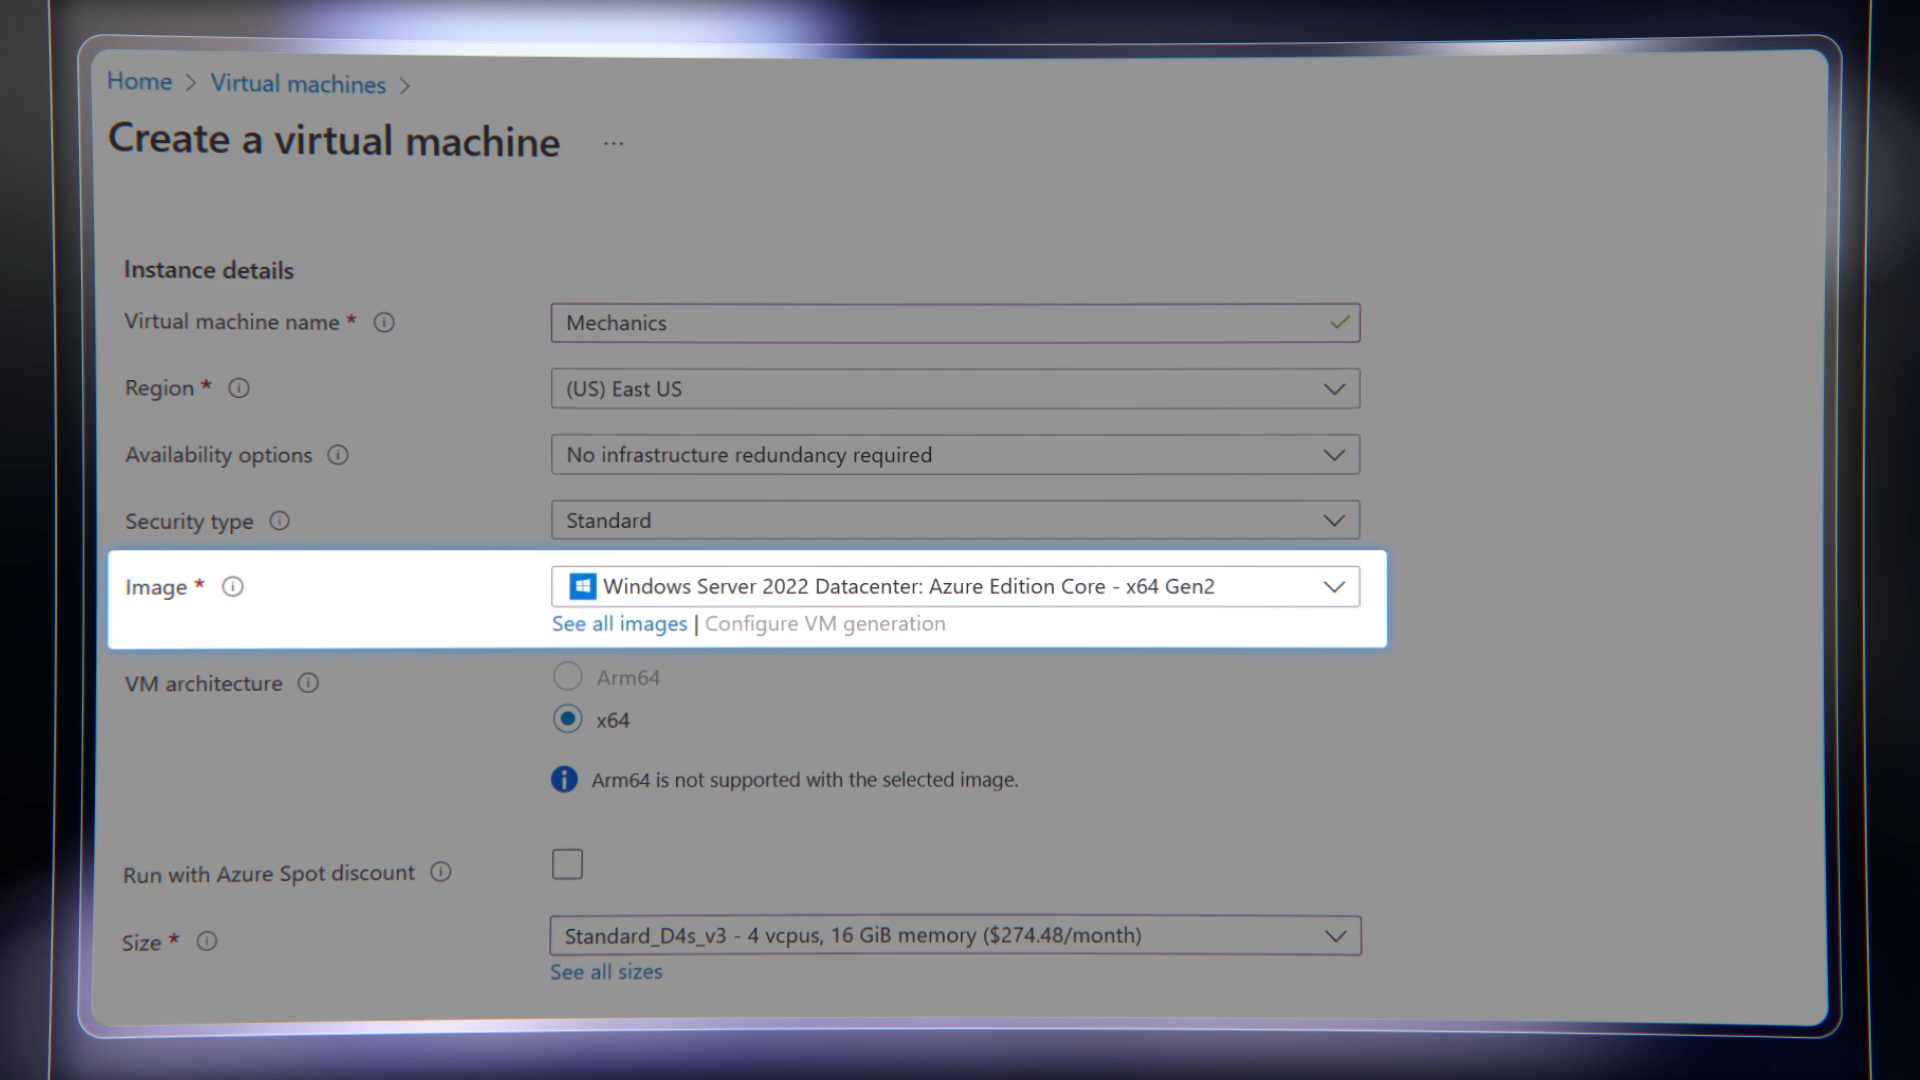 Home > Virtual machines >
Create a virtual machine ...
Instance details
Virtual machine name * Mechanics
Region * (US) East US
Availability options No infrastructure redundancy required
Security type Standard
Image * Windows Server 2022 Datacenter: Azure Edition Core - x64 Gen2
See all images | Configure VM generation
VM architecture Arm64
x64
Arm64 is not supported with the selected image.
Run with Azure Spot discount
Size * Standard_D4s_v3 - 4 vcpus, 16 GiB memory ($274.48/month)
See all sizes